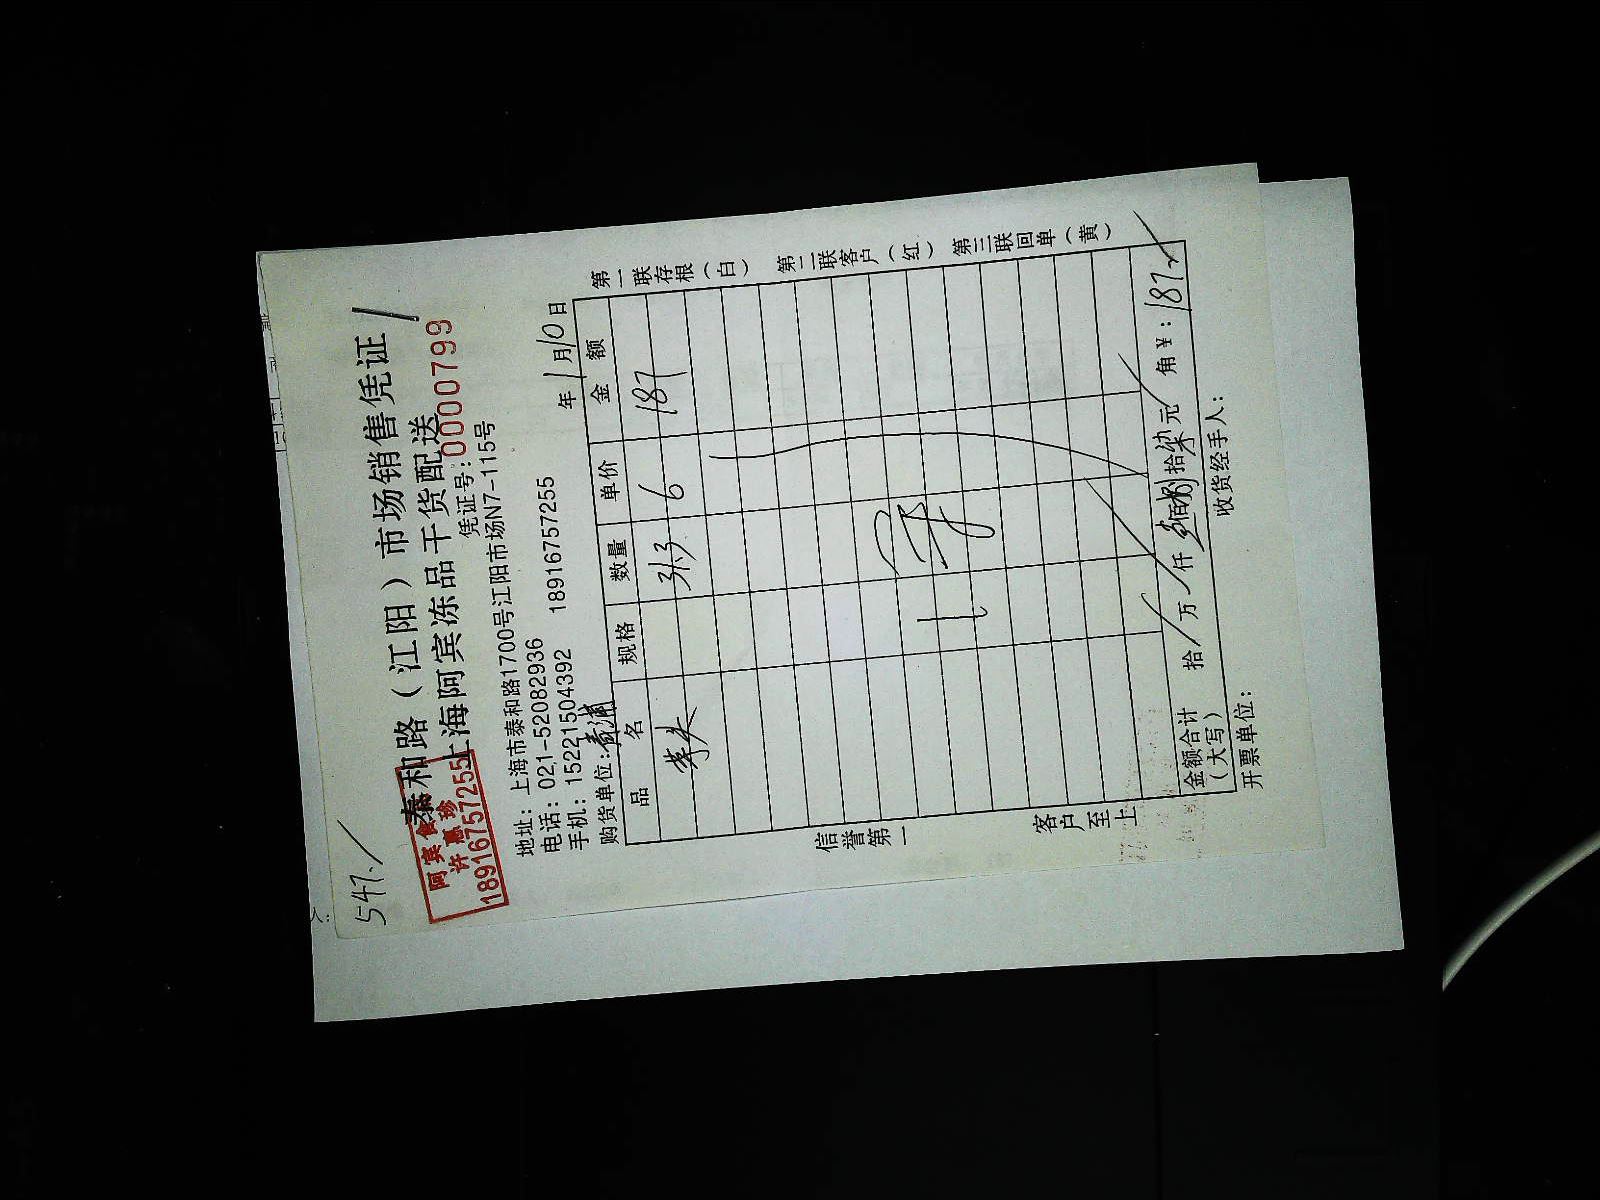 547.
泰和路（江阳）市场销售凭证
上海阿宾冻品干货配送
阿宾食
许惠珍
18916757255
凭证号:0000799
地址：上海市泰和路1700号江阳市场N7-115号
电话：021-52082936
手机：15221504392 18916757255
购货单位:青浦 年1月10日
品名 规格 数量 单价 金额
6 187
金额合计（大写） 拾 万 仟 壹佰捌拾柒元 角 ￥:187
开票单位: 收货经手人:
信誉第一
客户至上
第一联存根（白）
第二联客户（红）
第三联回单（黄）